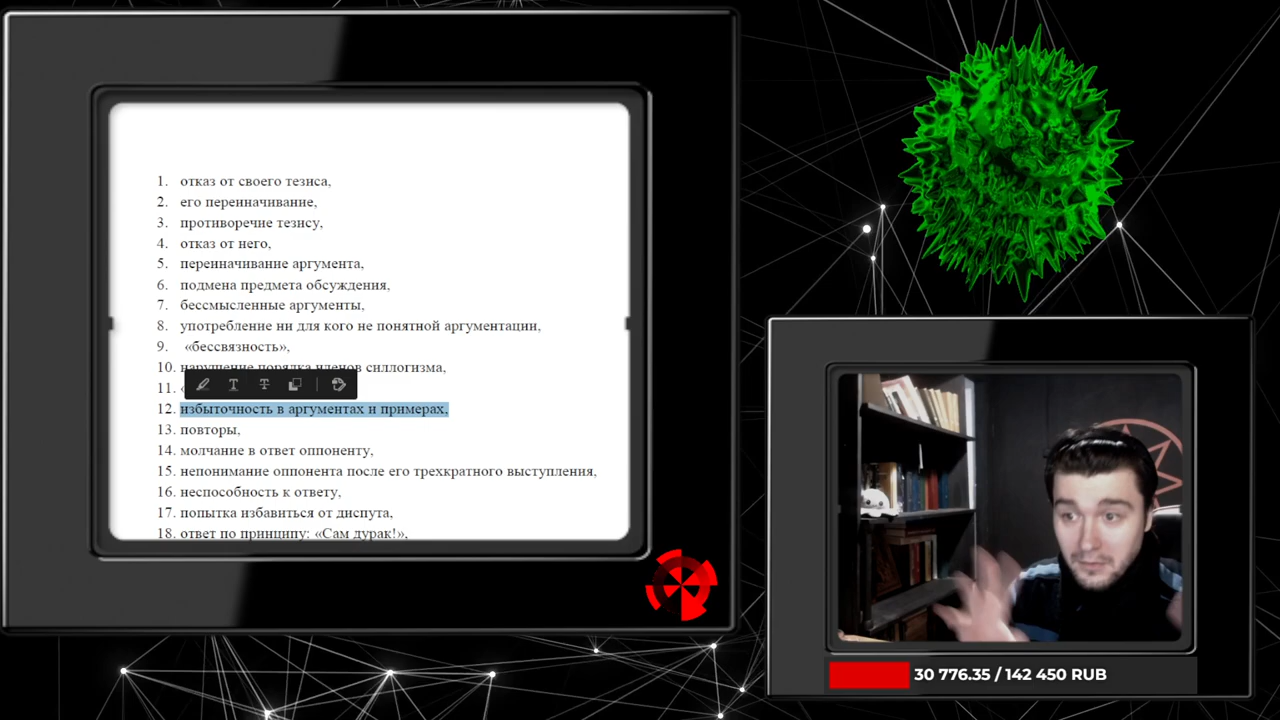 1. отказ от своего тезиса,
2. его переиначивание,
3. противоречие тезису,
4. отказ от него,
5. переиначивание аргумента,
6. подмена предмета обсуждения,
7. бессмысленные аргументы,
8. употребление ни для кого не понятной аргументации,
9. «бессвязность»,
10. нарушение порядка членов силлогизма,
11.
12. избыточность в аргументах и примерах,
13. повторы,
14. молчание в ответ оппоненту,
15. непонимание оппонента после его трехкратного выступления,
16. неспособность к ответу,
17. попытка избавиться от диспута,
18. ответ по принципу: «Сам дурак!»,
30 776.35 / 142 450 RUB